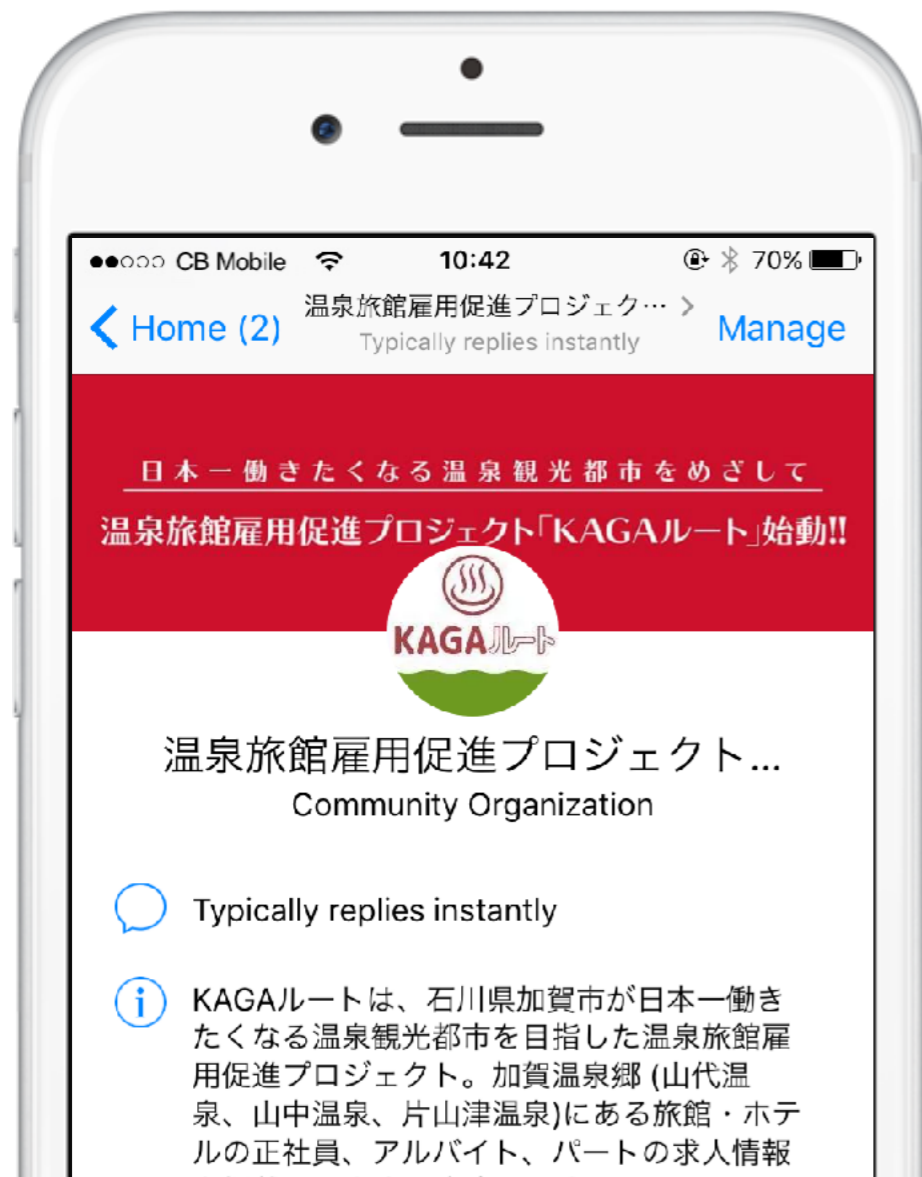 CB Mobile 10:42 70%
Home (2) 温泉旅館雇用促進プロジェク… Manage
Typically replies instantly
日本一働きたくなる温泉観光都市をめざして
温泉旅館雇用促進プロジェクト「KAGAルート」始動!!
KAGAルート
温泉旅館雇用促進プロジェクト...
Community Organization
Typically replies instantly
KAGAルートは、石川県加賀市が日本一働き
たくなる温泉観光都市を目指した温泉旅館雇
用促進プロジェクト。加賀温泉郷 (山代温
泉、山中温泉、片山津温泉)にある旅館・ホテ
ルの正社員、アルバイト、パートの求人情報